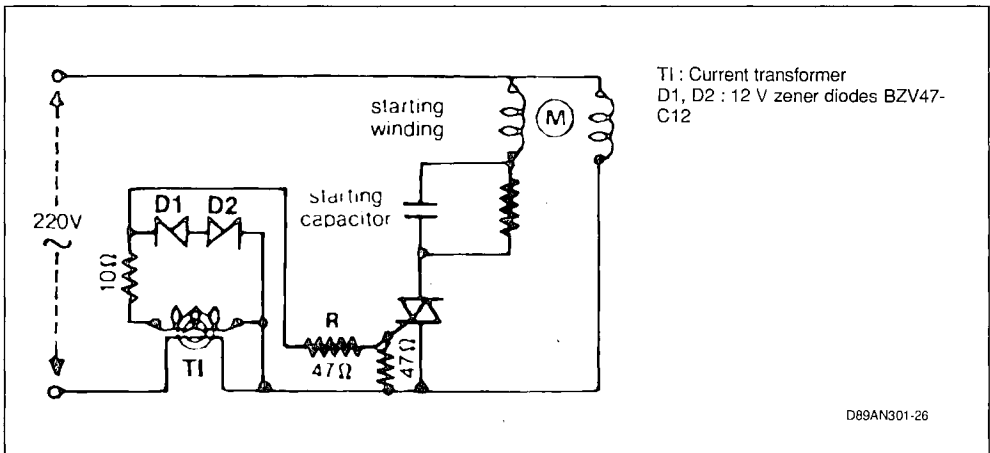 TI : Current transformer
D1, D2 : 12 V zener diodes BZV47-
C12
starting
winding
M
starting
capacitor
D1 D2
220V
~
10Ω
R
47Ω
47Ω
TI
D89AN301-26